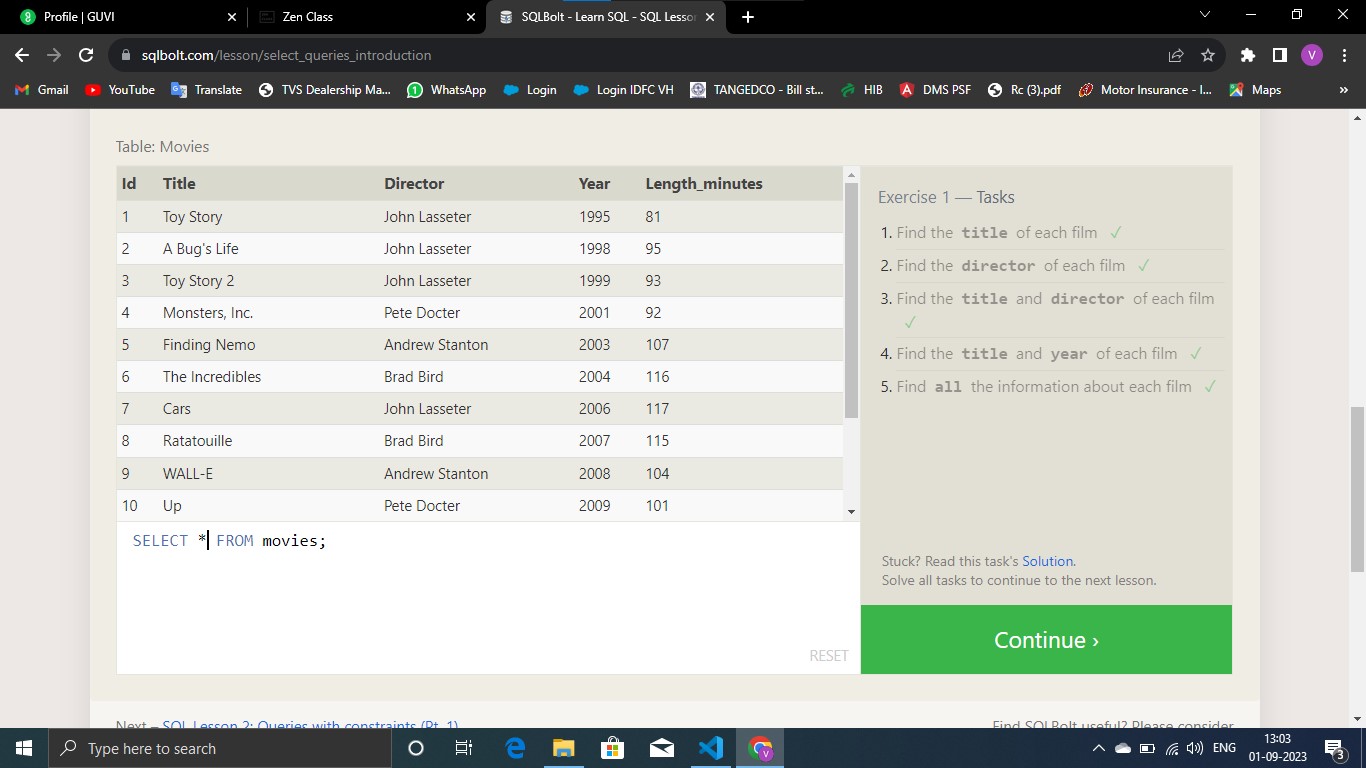 Profile | GUVI
Zen Class
SQLBolt - Learn SQL - SQL Lesson
sqlbolt.com/lesson/select_queries_introduction
V
Gmail YouTube Translate TVS Dealership Ma... WhatsApp Login Login IDFC VH TANGEDCO - Bill st... HIB DMS PSF Rc (3).pdf Motor Insurance - I... Maps »
Table: Movies
Id Title Director Year Length_minutes
1 Toy Story John Lasseter 1995 81
2 A Bug's Life John Lasseter 1998 95
3 Toy Story 2 John Lasseter 1999 93
4 Monsters, Inc. Pete Docter 2001 92
5 Finding Nemo Andrew Stanton 2003 107
6 The Incredibles Brad Bird 2004 116
7 Cars John Lasseter 2006 117
8 Ratatouille Brad Bird 2007 115
9 WALL-E Andrew Stanton 2008 104
10 Up Pete Docter 2009 101
SELECT * FROM movies;
RESET
Exercise 1 — Tasks
1. Find the title of each film ✓
2. Find the director of each film ✓
3. Find the title and director of each film
✓
4. Find the title and year of each film ✓
5. Find all the information about each film ✓
Stuck? Read this task's Solution.
Solve all tasks to continue to the next lesson.
Continue ›
Next – SQL Lesson 2: Queries with constraints (Pt. 1)
Find SQLBolt useful? Please consider
Type here to search
ENG
13:03
01-09-2023
3